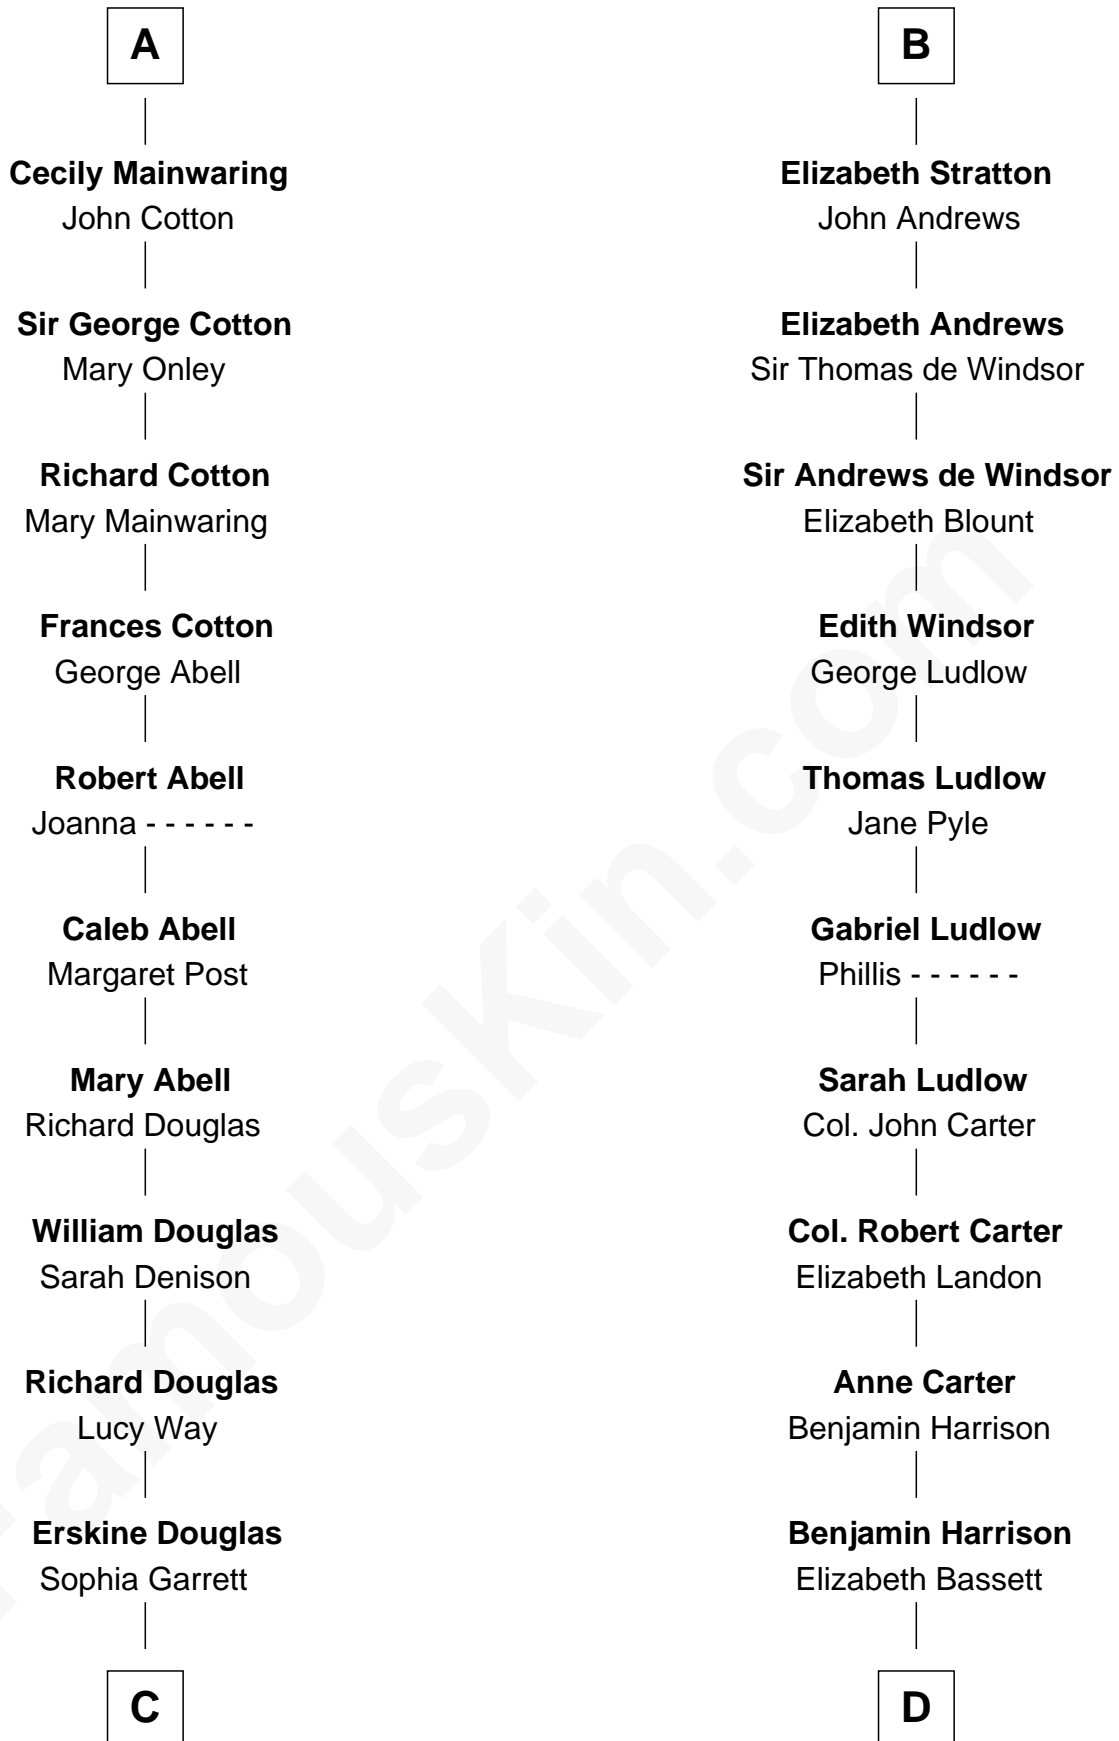 A
Cecily Mainwaring
John Cotton
Sir George Cotton
Mary Onley
Richard Cotton
Mary Mainwaring
Frances Cotton
George Abell
Robert Abell
Joanna - - - - - -
Caleb Abell
Margaret Post
Mary Abell
Richard Douglas
William Douglas
Sarah Denison
Richard Douglas
Lucy Way
Erskine Douglas
Sophia Garrett
C
B
Elizabeth Stratton
John Andrews
Elizabeth Andrews
Sir Thomas de Windsor
Sir Andrews de Windsor
Elizabeth Blount
Edith Windsor
George Ludlow
Thomas Ludlow
Jane Pyle
Gabriel Ludlow
Phillis - - - - - -
Sarah Ludlow
Col. John Carter
Col. Robert Carter
Elizabeth Landon
Anne Carter
Benjamin Harrison
Benjamin Harrison
Elizabeth Bassett
D
FamousKin.com